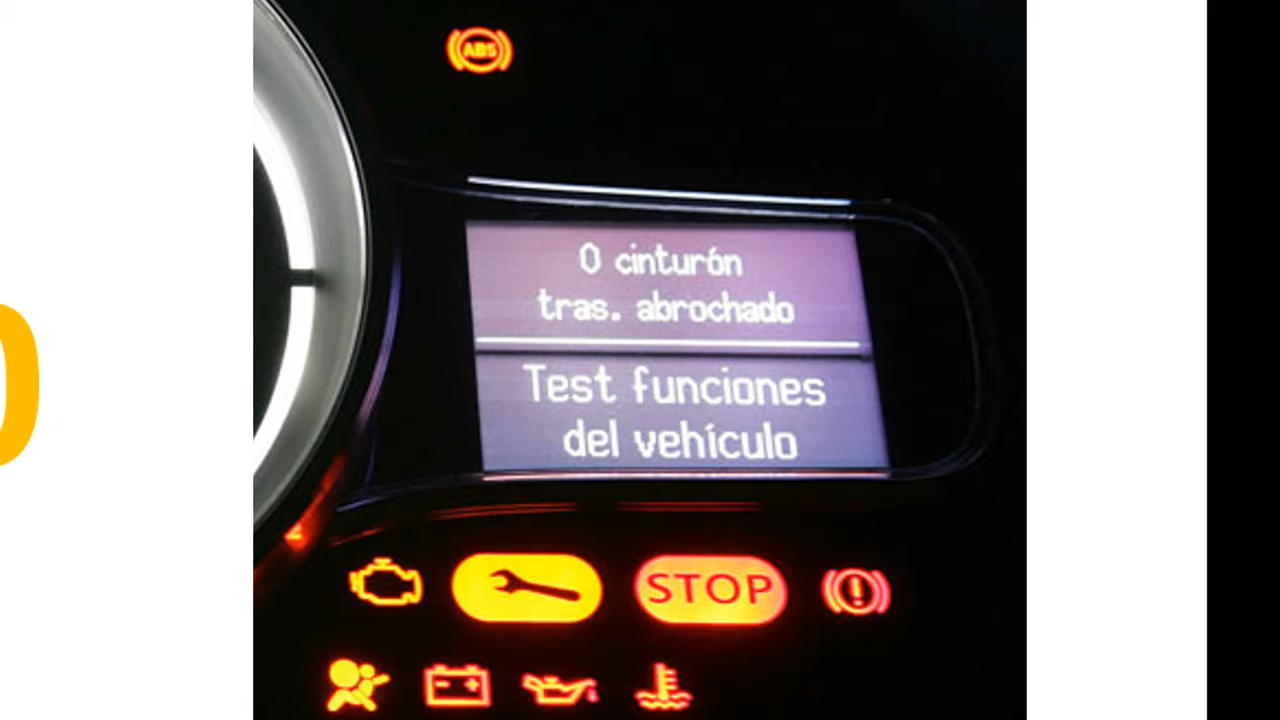 ABS
0 cinturón
tras. abrochado
Test funciones
del vehículo
STOP